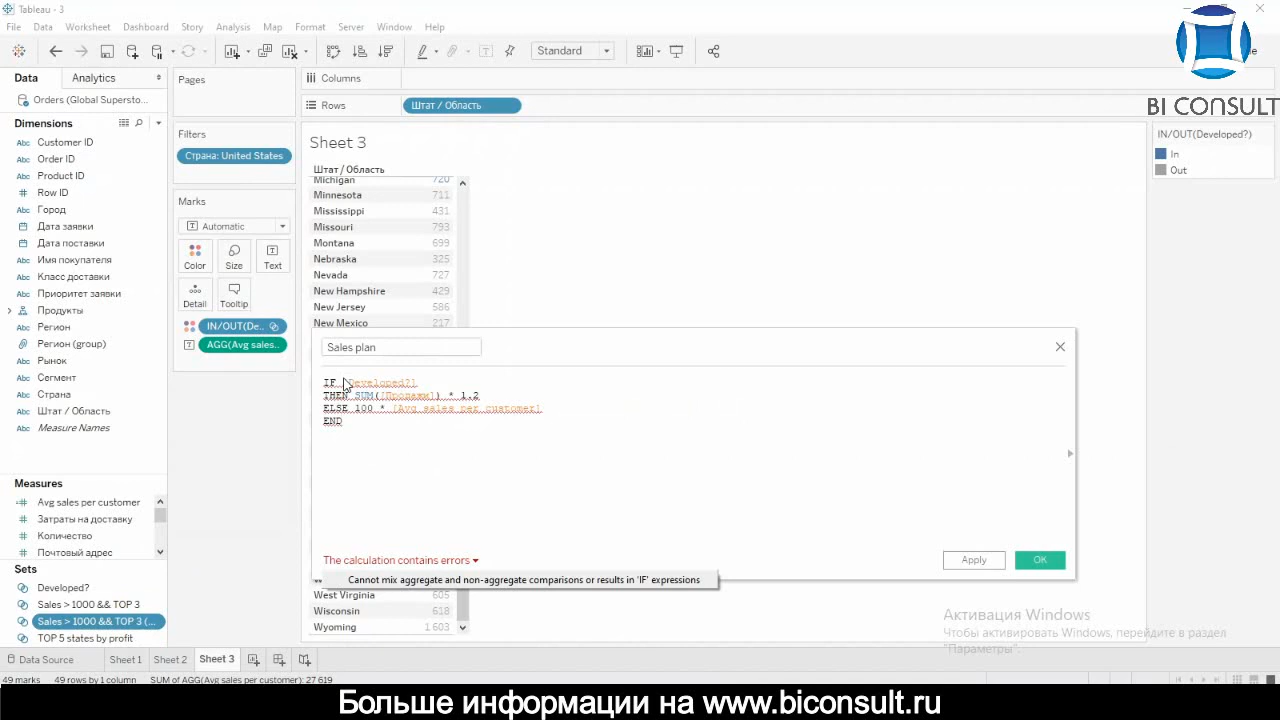 Tableau - 3
File Data Worksheet Dashboard Story Analysis Map Format Server Window Help
Standard
BI CONSULT
Data Analytics
Orders (Global Supersto...
Dimensions
Customer ID
Order ID
Product ID
Row ID
Город
Дата заявки
Дата поставки
Имя покупателя
Класс доставки
Приоритет заявки
Продукты
Регион
Регион (group)
Рынок
Сегмент
Страна
Штат / Область
Measure Names
Measures
Avg sales per customer
Затраты на доставку
Количество
Почтовый адрес
Sets
Developed?
Sales > 1000 && TOP 3
Sales > 1000 && TOP 3 (...
TOP 5 states by profit
Pages
Filters
Страна: United States
Marks
Automatic
Color Size Text
Detail Tooltip
IN/OUT(De..
AGG(Avg sales..
Columns
Rows Штат / Область
Sheet 3
Штат / Область
Michigan 720
Minnesota 711
Mississippi 431
Missouri 793
Montana 699
Nebraska 325
Nevada 727
New Hampshire 429
New Jersey 586
New Mexico 217
Sales plan
IF [Developed?]
THEN SUM([Продажи]) * 1.2
ELSE 100 * [Avg sales per customer]
END
The calculation contains errors
Apply OK
Cannot mix aggregate and non-aggregate comparisons or results in 'IF' expressions
West Virginia 605
Wisconsin 618
Wyoming 1 603
IN/OUT(Developed?)
In
Out
Активация Windows
Чтобы активировать Windows, перейдите в раздел
"Параметры".
Data Source Sheet 1 Sheet 2 Sheet 3
49 marks 49 rows by 1 column SUM of AGG(Avg sales per customer): 27 619
Больше информации на www.biconsult.ru